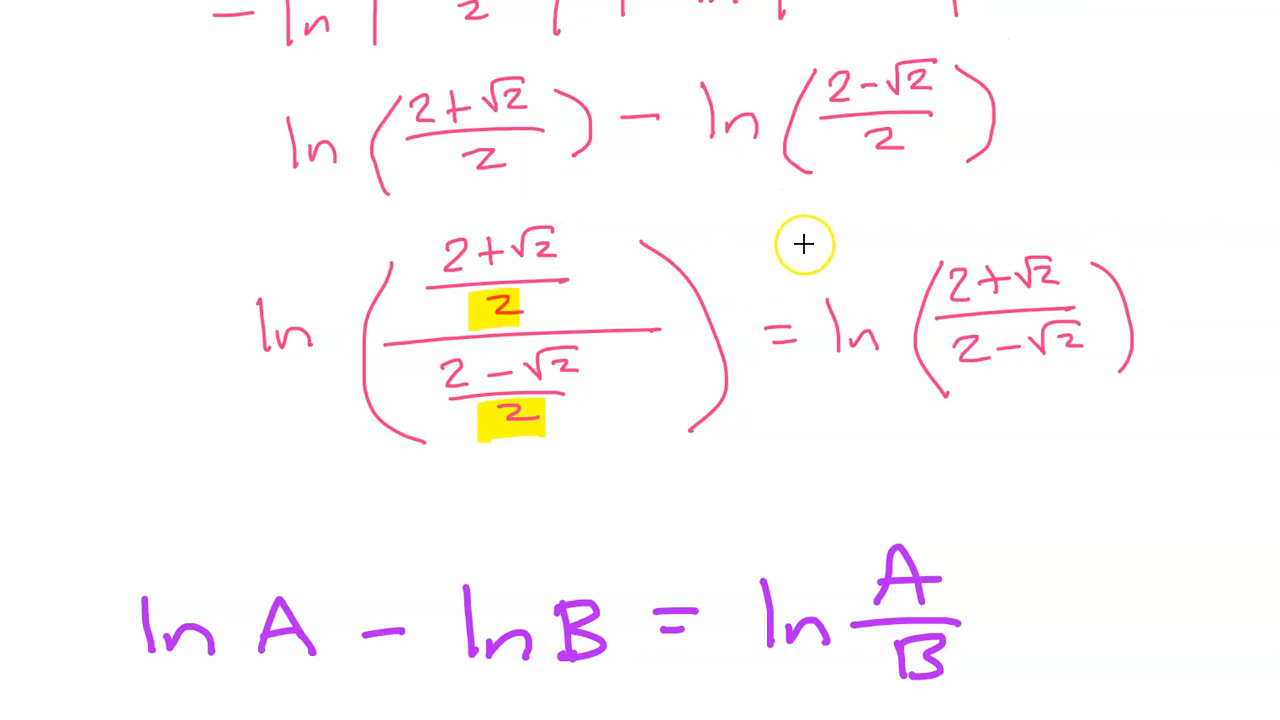 ln((2+√2)/2) − ln((2−√2)/2)
ln(((2+√2)/2)/((2−√2)/2)) = ln((2+√2)/(2−√2))
ln A − ln B = ln A/B